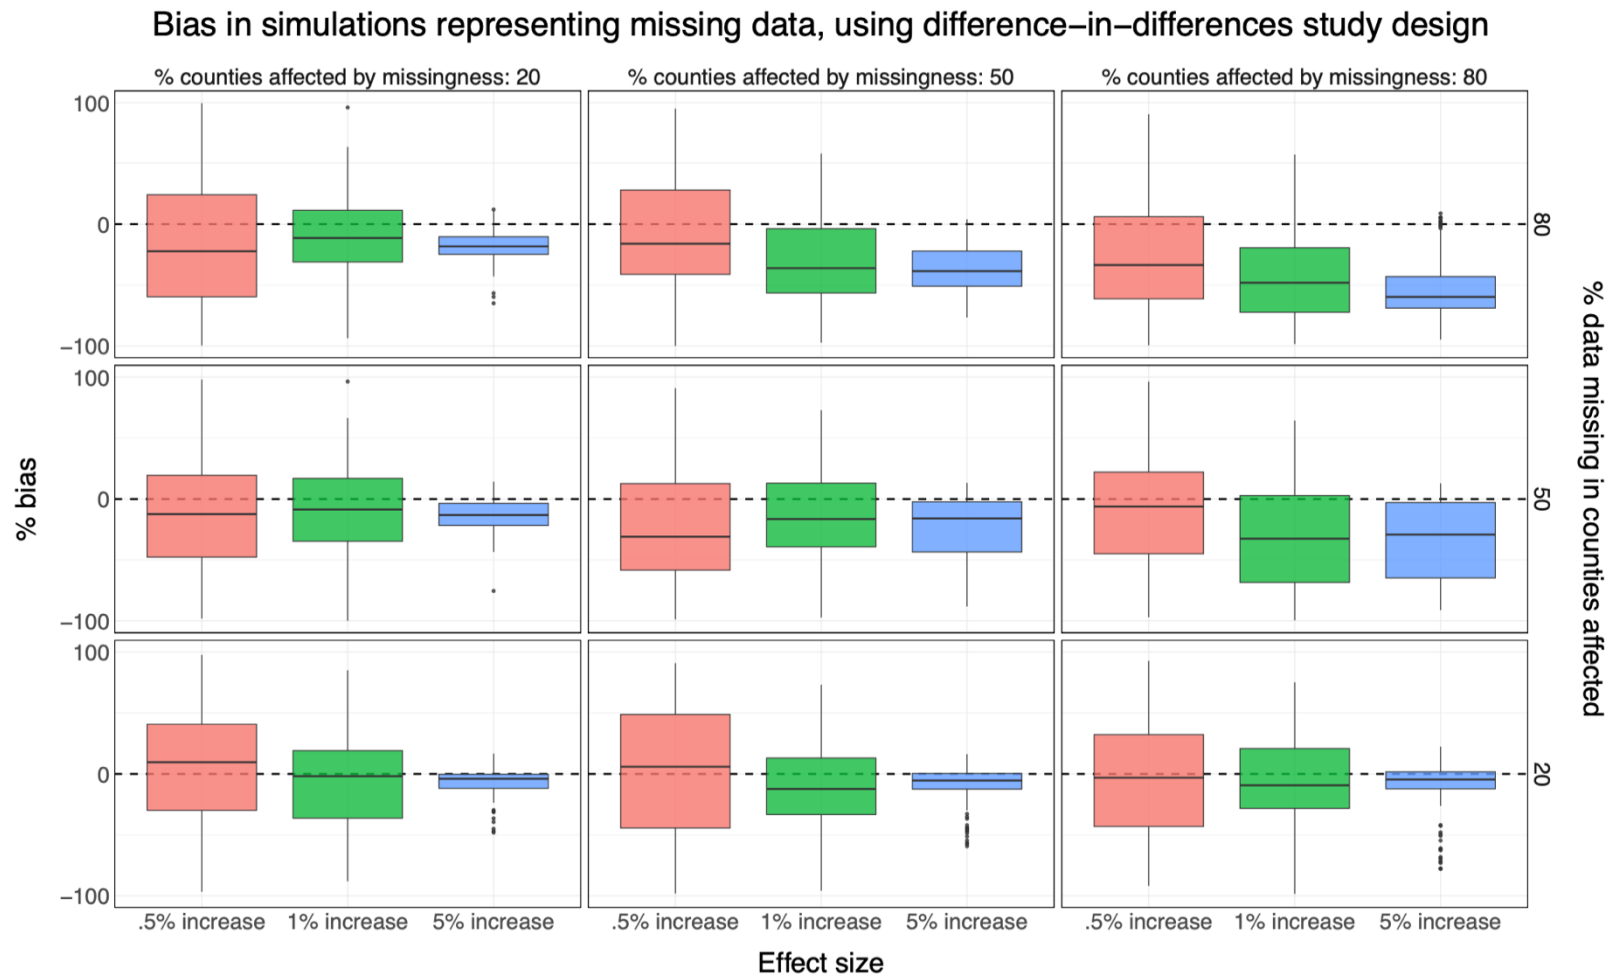 Bias in simulations representing missing data, using difference−in−differences study design
% counties affected by missingness: 20
% counties affected by missingness: 50
% counties affected by missingness: 80
100
0
−100
80
100
0
−100
50
100
0
−100
20
% bias
% data missing in counties affected
.5% increase 1% increase 5% increase
.5% increase 1% increase 5% increase
.5% increase 1% increase 5% increase
Effect size